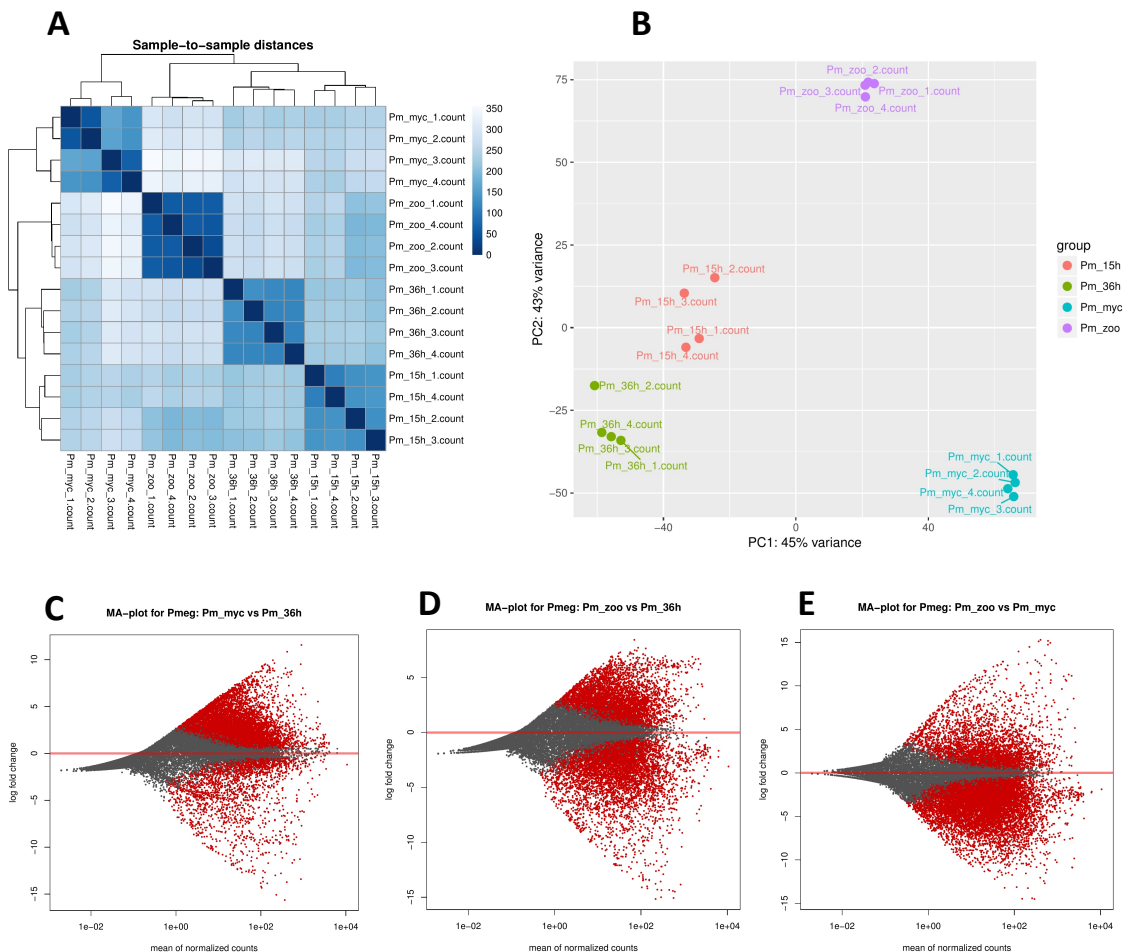 A
B
Sample−to−sample distances
350
300
250
200
150
100
50
0
Pm_myc_1.count
Pm_myc_2.count
Pm_myc_3.count
Pm_myc_4.count
Pm_zoo_1.count
Pm_zoo_4.count
Pm_zoo_2.count
Pm_zoo_3.count
Pm_36h_1.count
Pm_36h_2.count
Pm_36h_3.count
Pm_36h_4.count
Pm_15h_1.count
Pm_15h_4.count
Pm_15h_2.count
Pm_15h_3.count
Pm_myc_1.count
Pm_myc_2.count
Pm_myc_3.count
Pm_myc_4.count
Pm_zoo_1.count
Pm_zoo_4.count
Pm_zoo_2.count
Pm_zoo_3.count
Pm_36h_1.count
Pm_36h_2.count
Pm_36h_3.count
Pm_36h_4.count
Pm_15h_1.count
Pm_15h_4.count
Pm_15h_2.count
Pm_15h_3.count
PC2: 43% variance
75
50
25
0
−25
−50
Pm_zoo_2.count
Pm_zoo_3.count
Pm_zoo_1.count
Pm_zoo_4.count
Pm_15h_2.count
Pm_15h_3.count
Pm_15h_1.count
Pm_15h_4.count
Pm_36h_2.count
Pm_36h_4.count
Pm_36h_3.count
Pm_36h_1.count
Pm_myc_1.count
Pm_myc_2.count
Pm_myc_4.count
Pm_myc_3.count
−40
0
40
PC1: 45% variance
group
Pm_15h
Pm_36h
Pm_myc
Pm_zoo
C
MA−plot for Pmeg: Pm_myc vs Pm_36h
log fold change
10
5
0
−5
−10
−15
1e−02
1e+00
1e+02
1e+04
mean of normalized counts
D
MA−plot for Pmeg: Pm_zoo vs Pm_36h
log fold change
5
0
−5
−10
−15
1e−02
1e+00
1e+02
1e+04
mean of normalized counts
E
MA−plot for Pmeg: Pm_zoo vs Pm_myc
log fold change
15
10
5
0
−5
−10
−15
1e−02
1e+00
1e+02
1e+04
mean of normalized counts